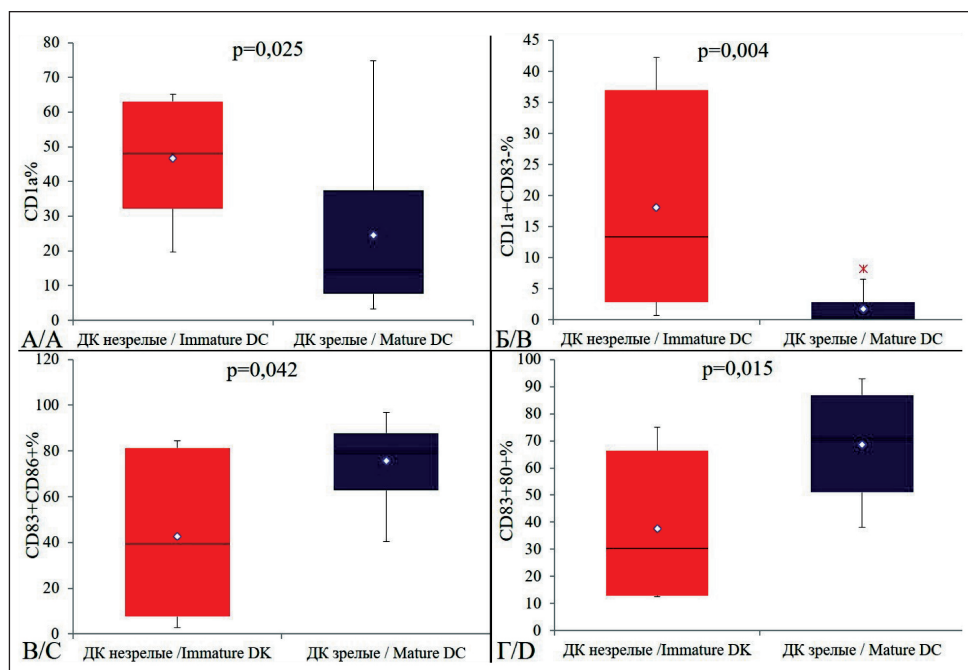 p=0,025
CD1a%
80
70
60
50
40
30
20
10
0
А/A
ДК незрелые / Immature DC
ДК зрелые / Mature DC
p=0,004
CD1a+CD83-%
45
40
35
30
25
20
15
10
5
0
Б/B
ДК незрелые / Immature DC
ДК зрелые / Mature DC
p=0,042
CD83+CD86+%
120
100
80
60
40
20
0
В/C
ДК незрелые /Immature DK
ДК зрелые / Mature DC
p=0,015
CD83+80+%
100
90
80
70
60
50
40
30
20
10
0
Г/D
ДК незрелые / Immature DK
ДК зрелые / Mature DC